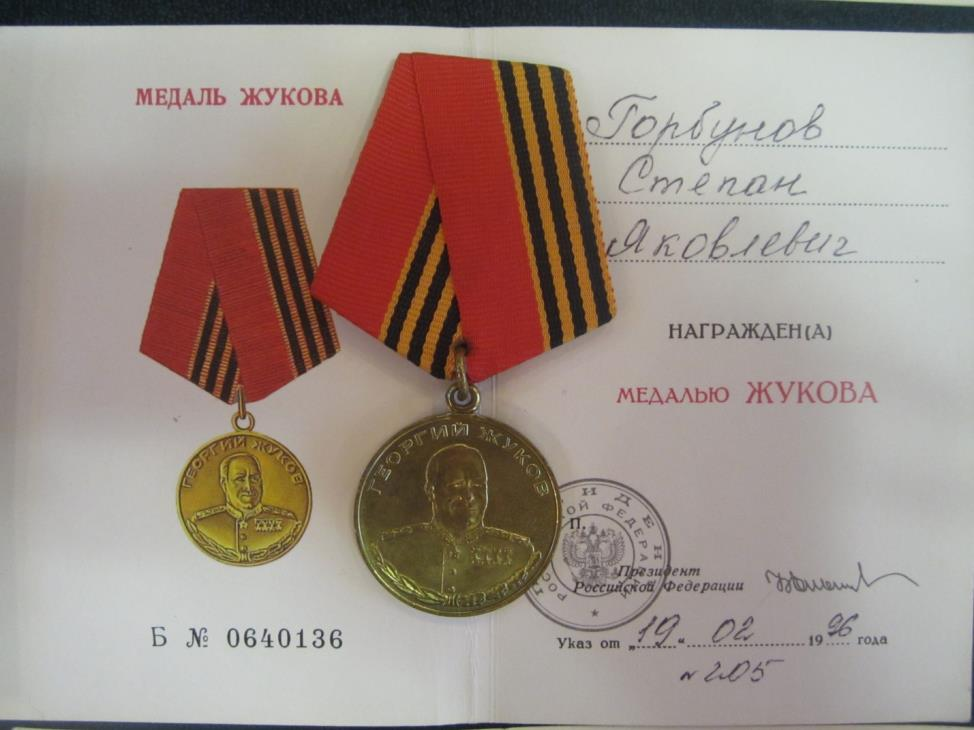 МЕДАЛЬ ЖУКОВА
ГЕОРГИЙ ЖУКОВ
Б № 0640136
ГЕОРГИЙ ЖУКОВ
Горбунов
Степан
Яковлевич
НАГРАЖДЕН(А)
МЕДАЛЬЮ ЖУКОВА
П.
Президент
Российской Федерации
Указ от „19“ 02 1996 года
№ 205